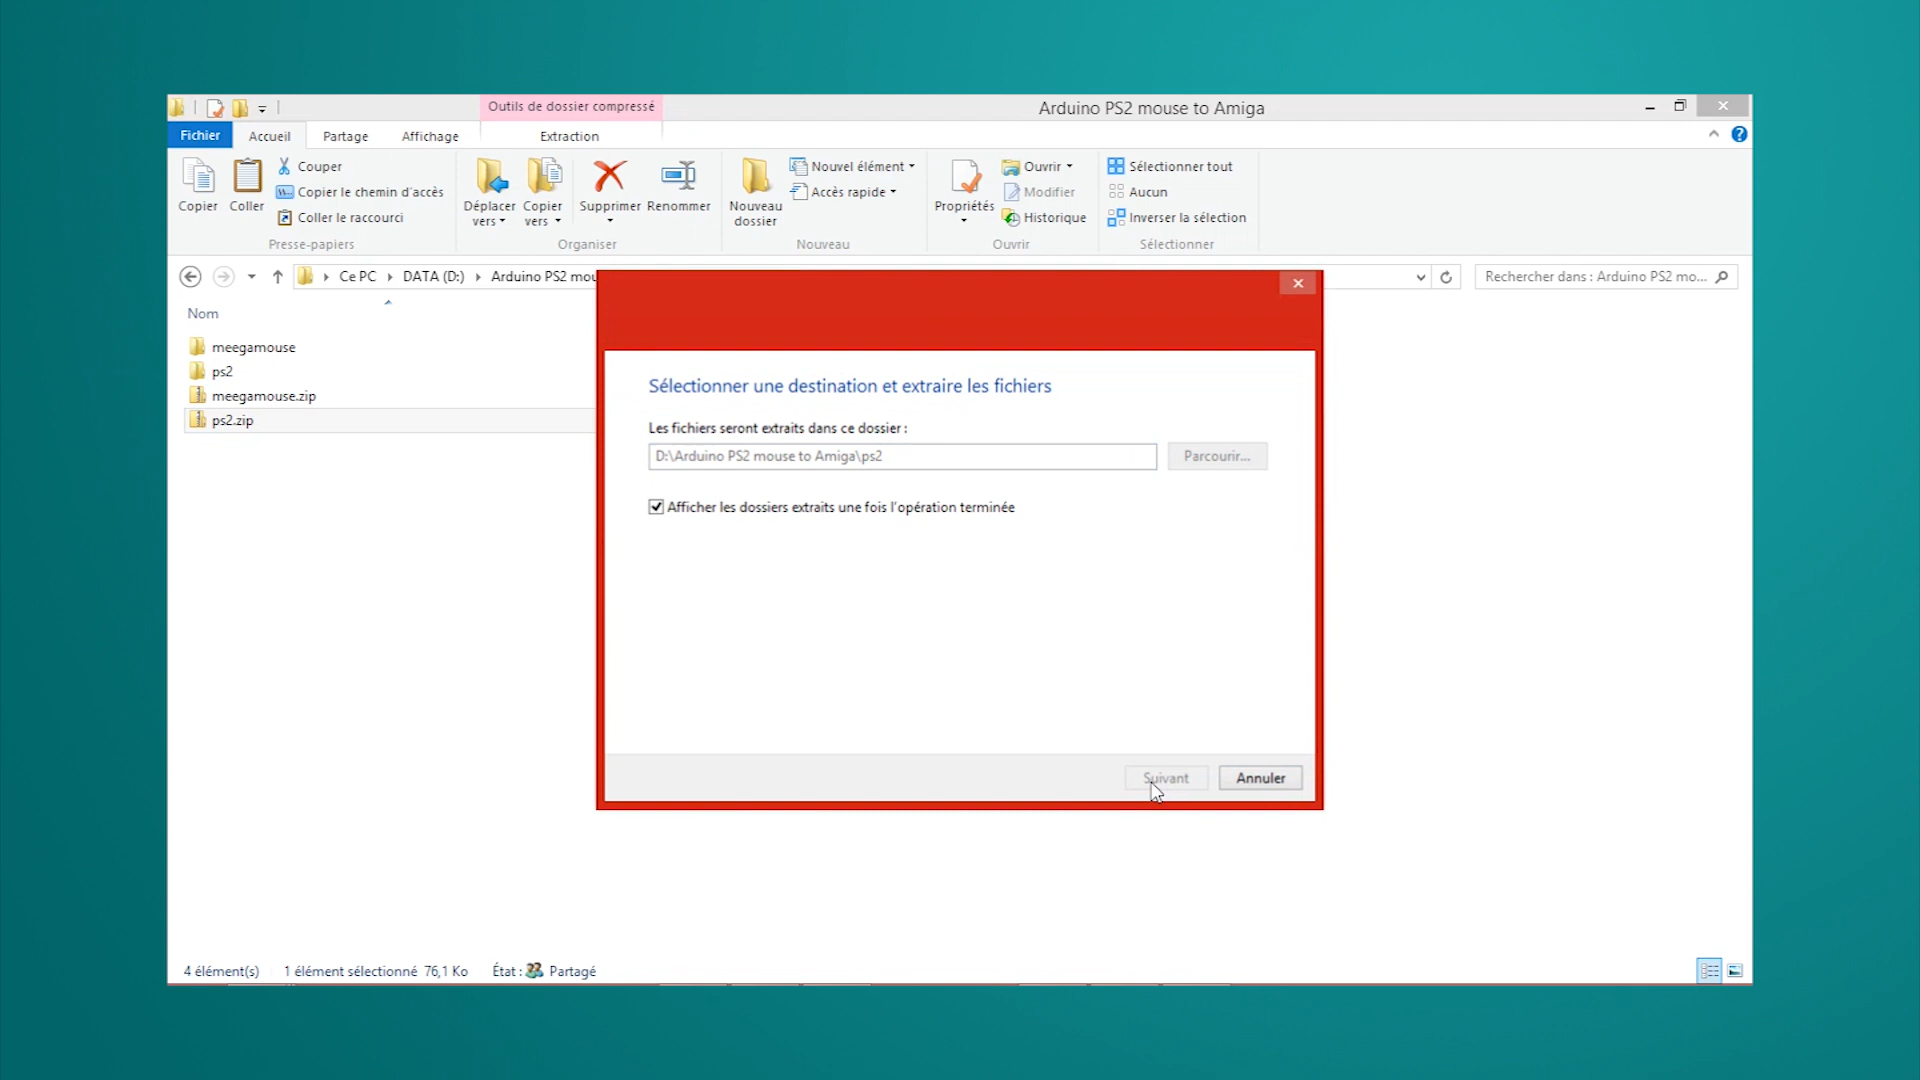 Outils de dossier compressé
Arduino PS2 mouse to Amiga
Fichier
Accueil
Partage
Affichage
Extraction
Copier
Coller
Couper
Copier le chemin d'accès
Coller le raccourci
Presse-papiers
Déplacer vers
Copier vers
Supprimer
Renommer
Organiser
Nouveau dossier
Nouvel élément
Accès rapide
Nouveau
Propriétés
Ouvrir
Modifier
Historique
Ouvrir
Sélectionner tout
Aucun
Inverser la sélection
Sélectionner
Ce PC
DATA (D:)
Arduino PS2 mou
Rechercher dans : Arduino PS2 mo...
Nom
meegamouse
ps2
meegamouse.zip
ps2.zip
Sélectionner une destination et extraire les fichiers
Les fichiers seront extraits dans ce dossier :
D:\Arduino PS2 mouse to Amiga\ps2
Parcourir...
Afficher les dossiers extraits une fois l'opération terminée
Suivant
Annuler
4 élément(s)
1 élément sélectionné 76,1 Ko
État : Partagé